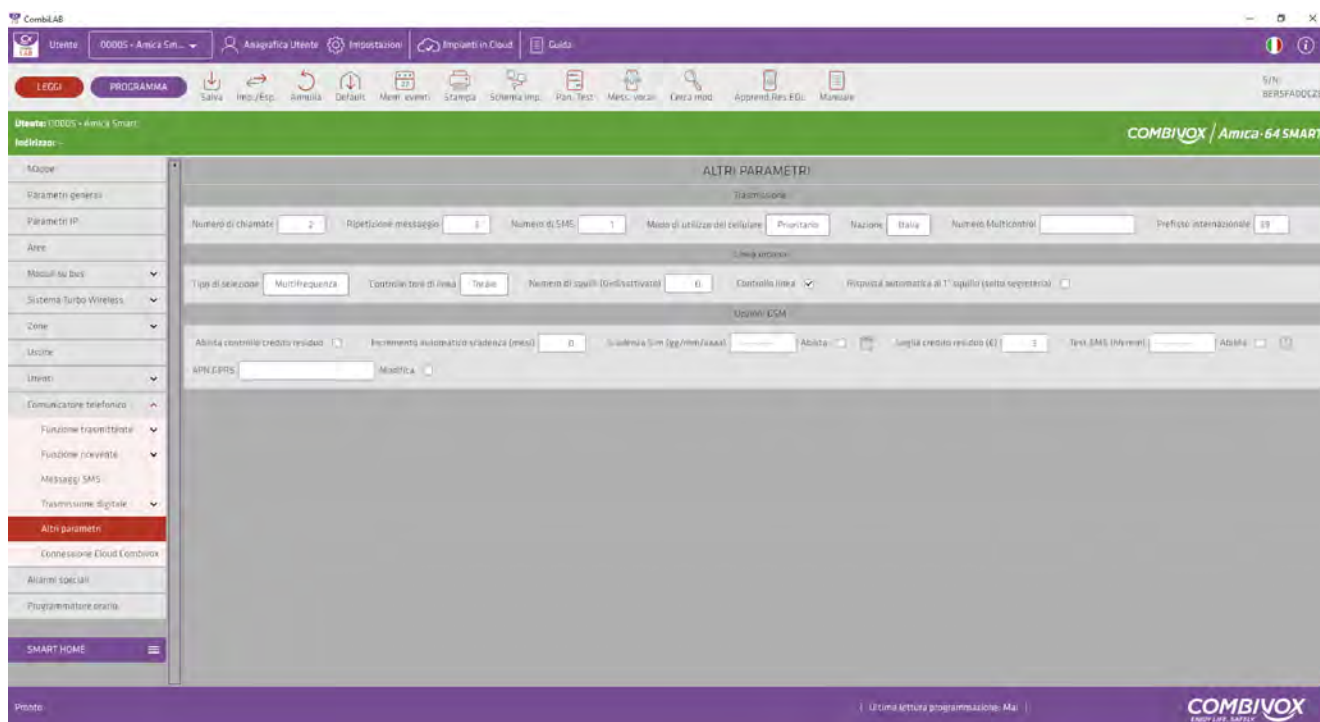 CombiLAB
Utente 00005 - Amica Sm... Anagrafica Utente Impostazioni Impianti in Cloud Guida
LEGGI PROGRAMMA Salva Imp./Esp. Annulla Default Mem. eventi Stampa Schema imp. Pan. Test Mess. vocali Cerca mod. Apprend.Res.EOL Manuale S/N:
Utente: 00005 - Amica Smart
Indirizzo: -
COMBIVOX / Amica-64 SMART
Mappe
Parametri generali
Parametri IP
Aree
Moduli su bus
Sistema Turbo Wireless
Zone
Uscite
Utenti
Comunicatore telefonico
Funzione trasmittente
Funzione ricevente
Messaggi SMS
Trasmissione digitale
Altri parametri
Connessione Cloud Combivox
Allarmi speciali
Programmatore orario
SMART HOME
ALTRI PARAMETRI
Trasmissione
Numero di chiamate 2 Ripetizione messaggio 3 Numero di SMS 1 Modo di utilizzo del cellulare Prioritario Nazione Italia Numero Multicontrol Prefisso internazionale 39
Linea urbana
Tipo di selezione Multifrequenza Controllo toni di linea Totale Numero di squilli (0=disattivato) 0 Controllo linea Risposta automatica al 1° squillo (salto segreteria)
Opzioni GSM
Abilita controllo credito residuo Incremento automatico scadenza (mesi) 0 Scadenza Sim (gg/mm/aaaa) Abilita Soglia credito residuo (€) 3 Test SMS (hh:mm) Abilita
APN GPRS Modifica
Pronto
Ultima lettura programmazione: Mai
COMBIVOX
ENJOY LIFE. SAFELY